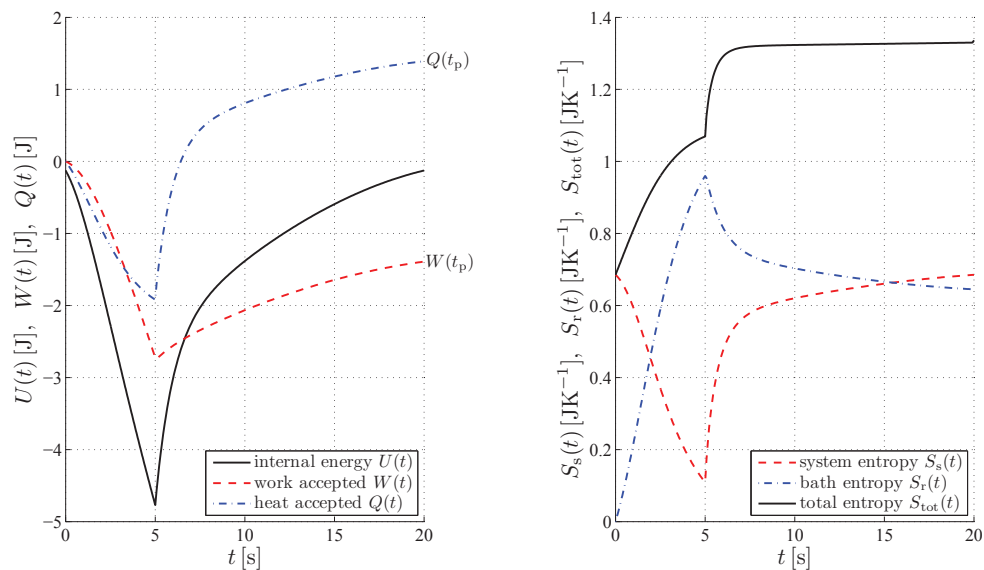 2
1
0
−1
−2
−3
−4
−5
0 5 10 15 20
t [s]
U(t) [J], W(t) [J], Q(t) [J]
Q(t_p)
W(t_p)
internal energy U(t)
work accepted W(t)
heat accepted Q(t)
1.4
1.2
1
0.8
0.6
0.4
0.2
0
0 5 10 15 20
t [s]
S_s(t) [JK⁻¹], S_r(t) [JK⁻¹], S_tot(t) [JK⁻¹]
system entropy S_s(t)
bath entropy S_r(t)
total entropy S_tot(t)